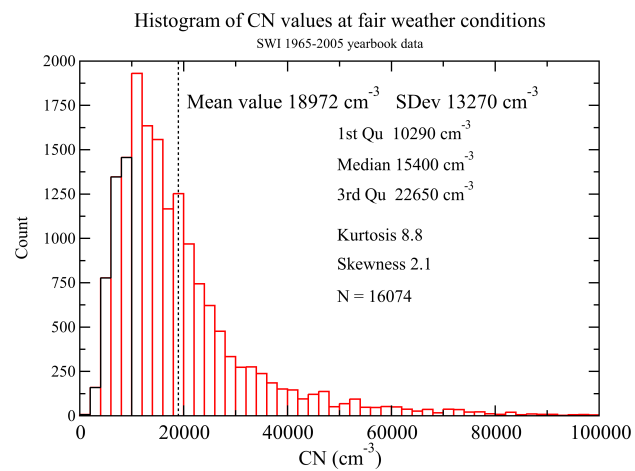 Histogram of CN values at fair weather conditions
SWI 1965-2005 yearbook data
2000
1750
1500
1250
1000
750
500
250
0
Count
Mean value 18972 cm⁻³ SDev 13270 cm⁻³
1st Qu 10290 cm⁻³
Median 15400 cm⁻³
3rd Qu 22650 cm⁻³
Kurtosis 8.8
Skewness 2.1
N = 16074
0 20000 40000 60000 80000 100000
CN (cm⁻³)